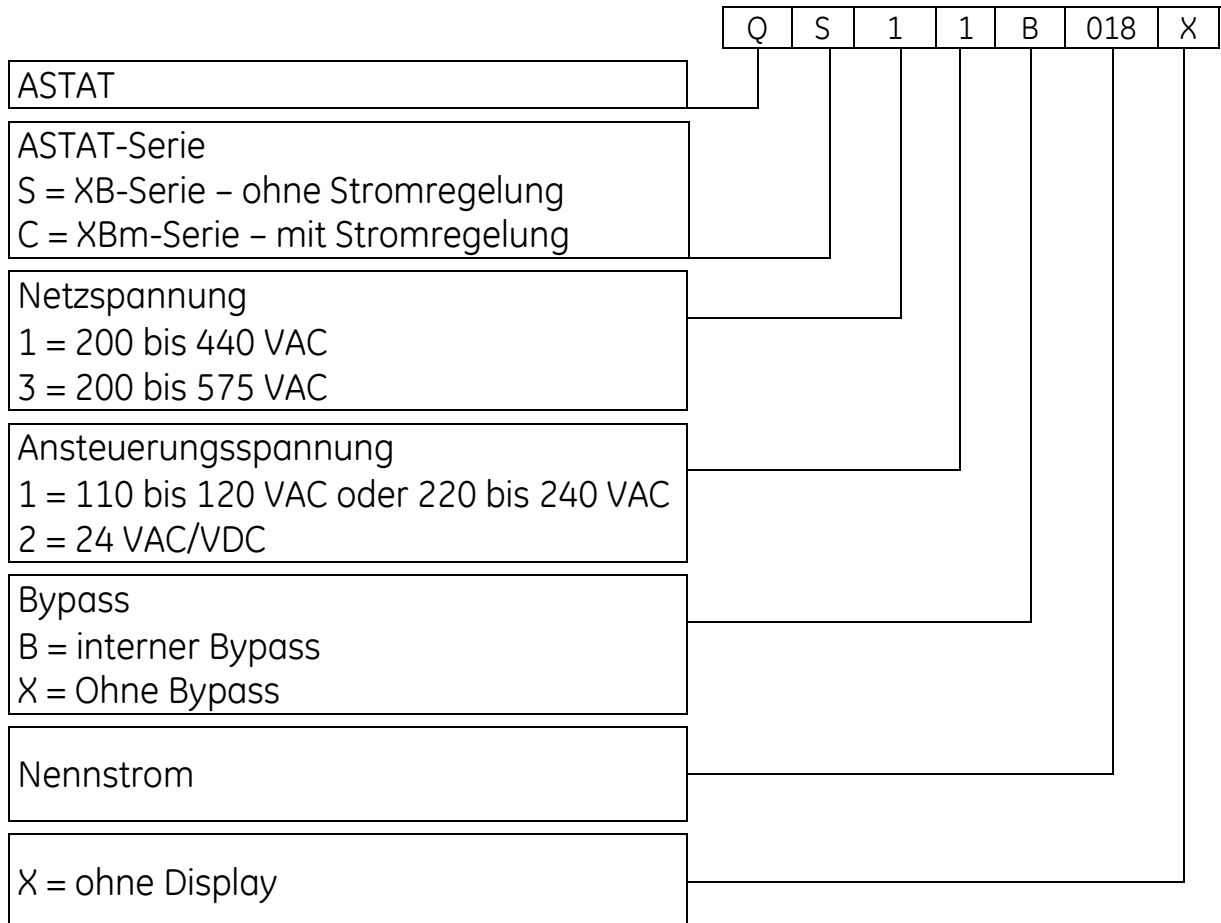 Q S 1 1 B 018 X
ASTAT
ASTAT-Serie
S = XB-Serie – ohne Stromregelung
C = XBm-Serie – mit Stromregelung
Netzspannung
1 = 200 bis 440 VAC
3 = 200 bis 575 VAC
Ansteuerungsspannung
1 = 110 bis 120 VAC oder 220 bis 240 VAC
2 = 24 VAC/VDC
Bypass
B = interner Bypass
X = Ohne Bypass
Nennstrom
X = ohne Display